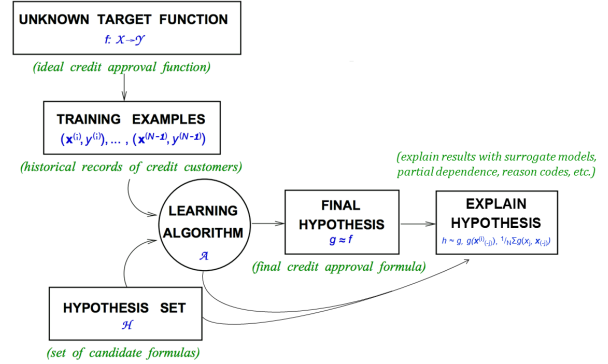 UNKNOWN TARGET FUNCTION
f: X→Y
(ideal credit approval function)
TRAINING EXAMPLES
(x⁽ⁱ⁾, y⁽ⁱ⁾), ... , (x⁽ᴺ⁻¹⁾, y⁽ᴺ⁻¹⁾)
(historical records of credit customers)
LEARNING
ALGORITHM
A
FINAL
HYPOTHESIS
g ≈ f
(final credit approval formula)
(explain results with surrogate models,
partial dependence, reason codes, etc.)
EXPLAIN
HYPOTHESIS
h ≈ g, g(x⁽ⁱ⁾₍₋ⱼ₎), ¹/NΣg(xⱼ, x₍₋ⱼ₎)
HYPOTHESIS SET
H
(set of candidate formulas)